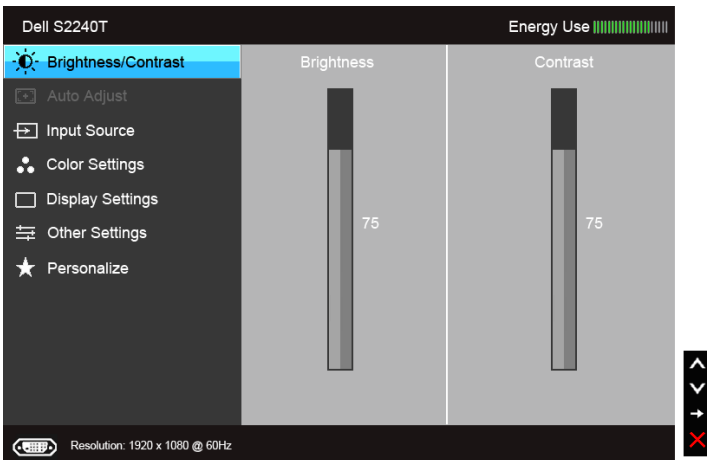 Dell S2240T
Energy Use
Brightness/Contrast
Brightness
Contrast
Auto Adjust
Input Source
Color Settings
Display Settings
75
75
Other Settings
Personalize
Resolution: 1920 x 1080 @ 60Hz